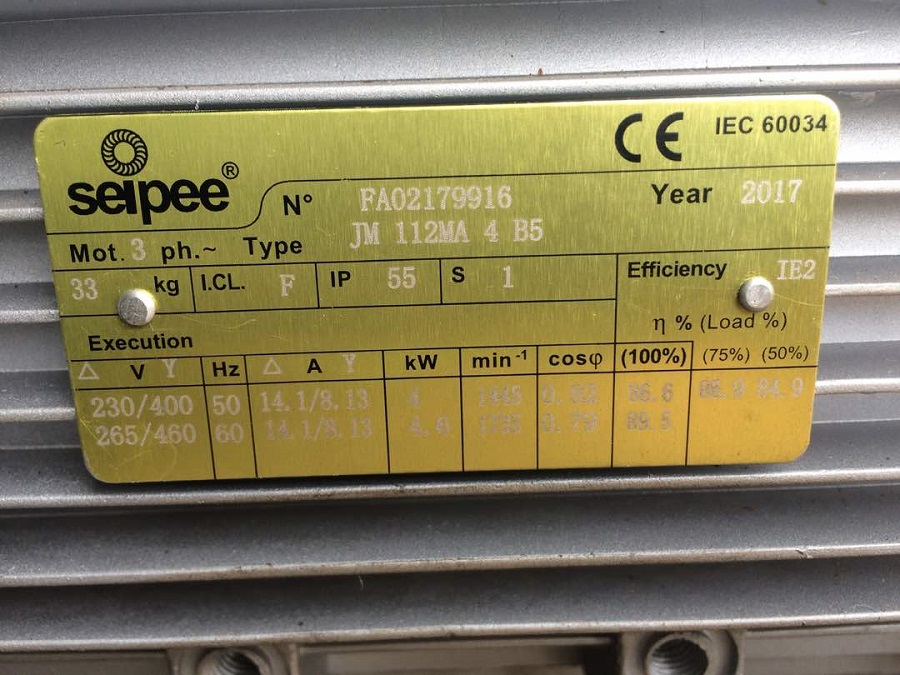 CE IEC 60034
seipee®
N° FA02179916 Year 2017
Mot. 3 ph.~ Type JM 112MA 4 B5
33 kg I.CL. F IP 55 S 1 Efficiency IE2
η % (Load %)
Execution
△ V Y Hz △ A Y kW min⁻¹ cosφ (100%) (75%) (50%)
230/400 50 14.1/8.13 4 1445 86.6 84.9
265/460 60 14.1/8.13 1735 0.79 89.5